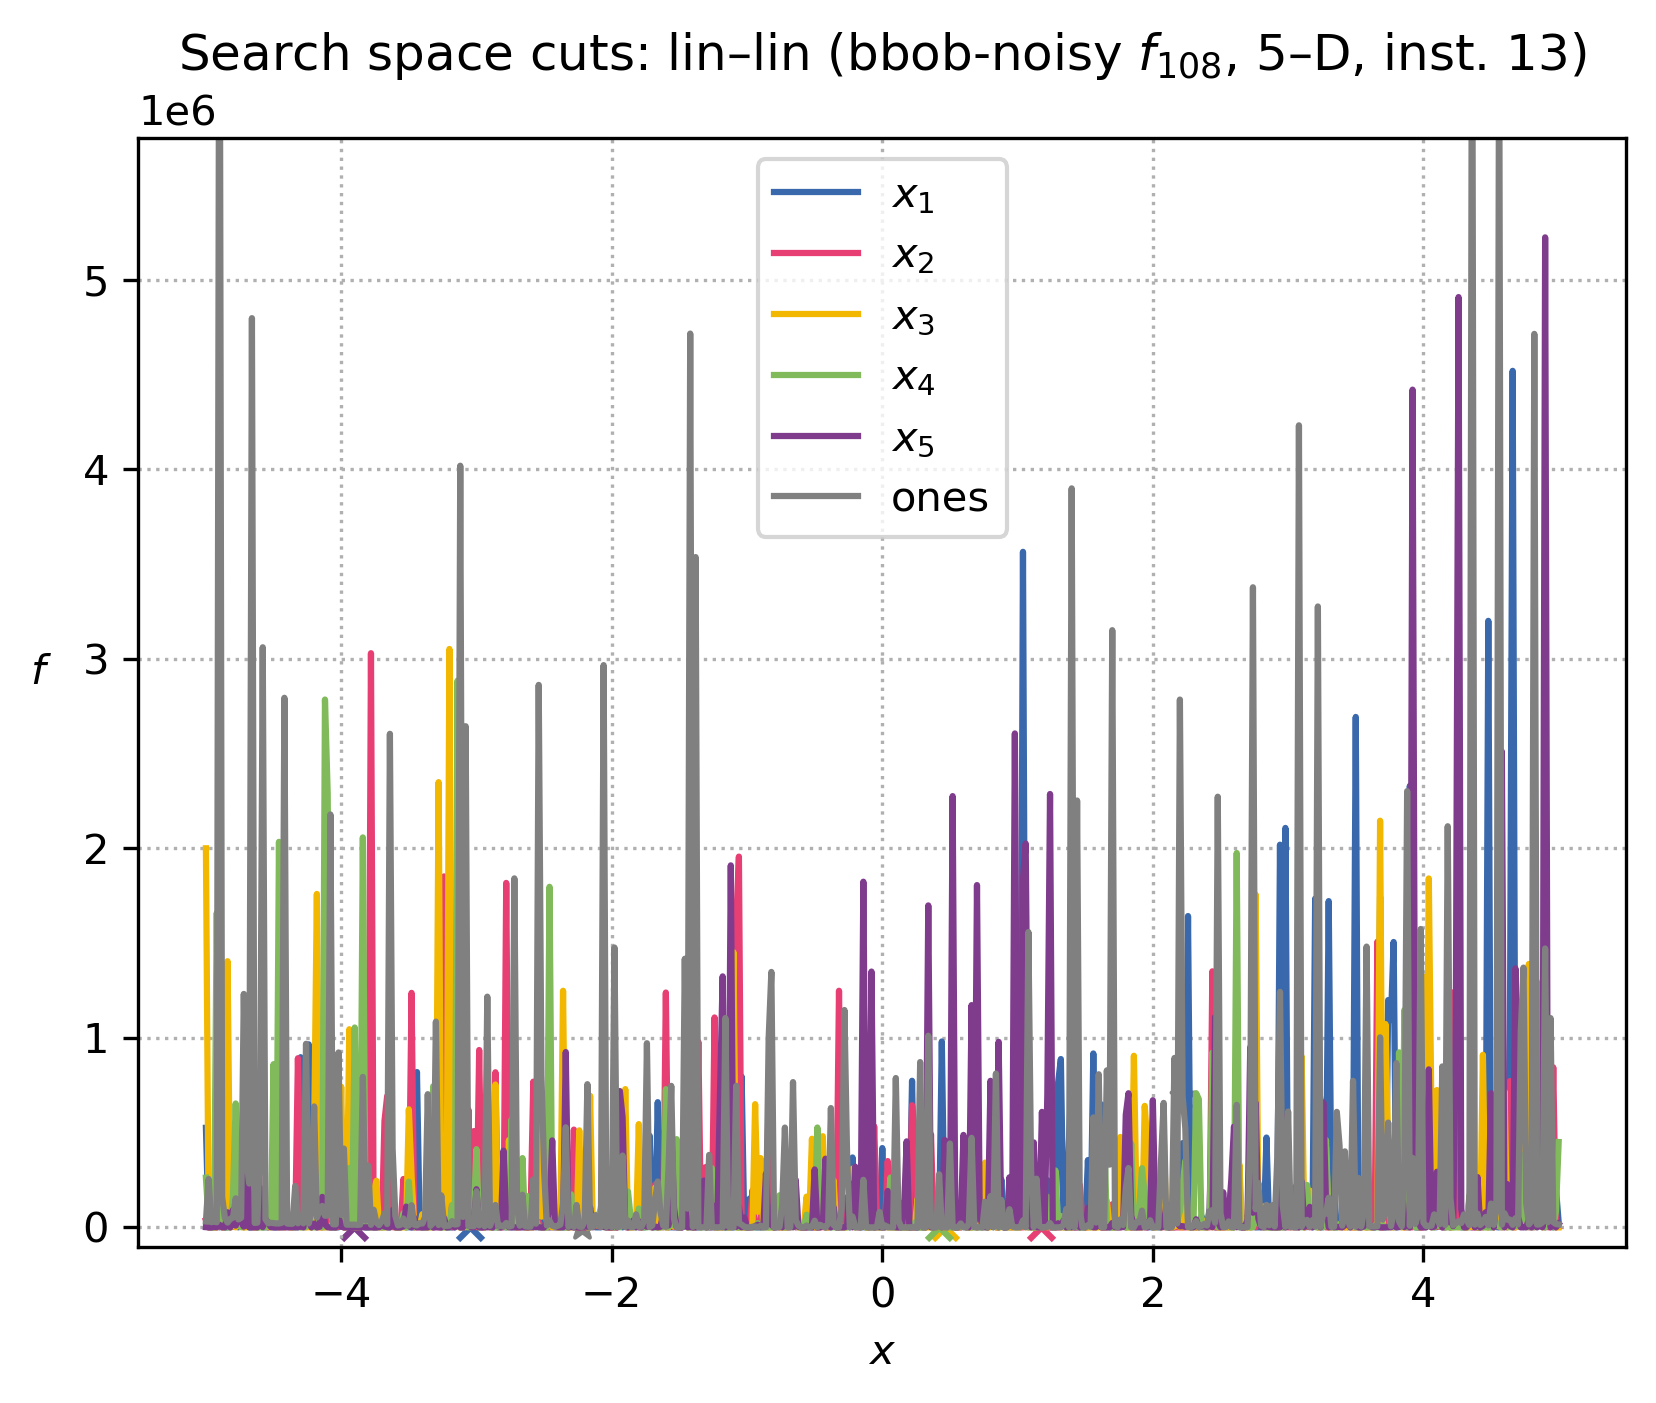 Search space cuts: lin–lin (bbob-noisy f₁₀₈, 5–D, inst. 13)
1e6
x₁
x₂
x₃
x₄
x₅
ones
5
4
3
2
1
0
f
−4
−2
0
2
4
x